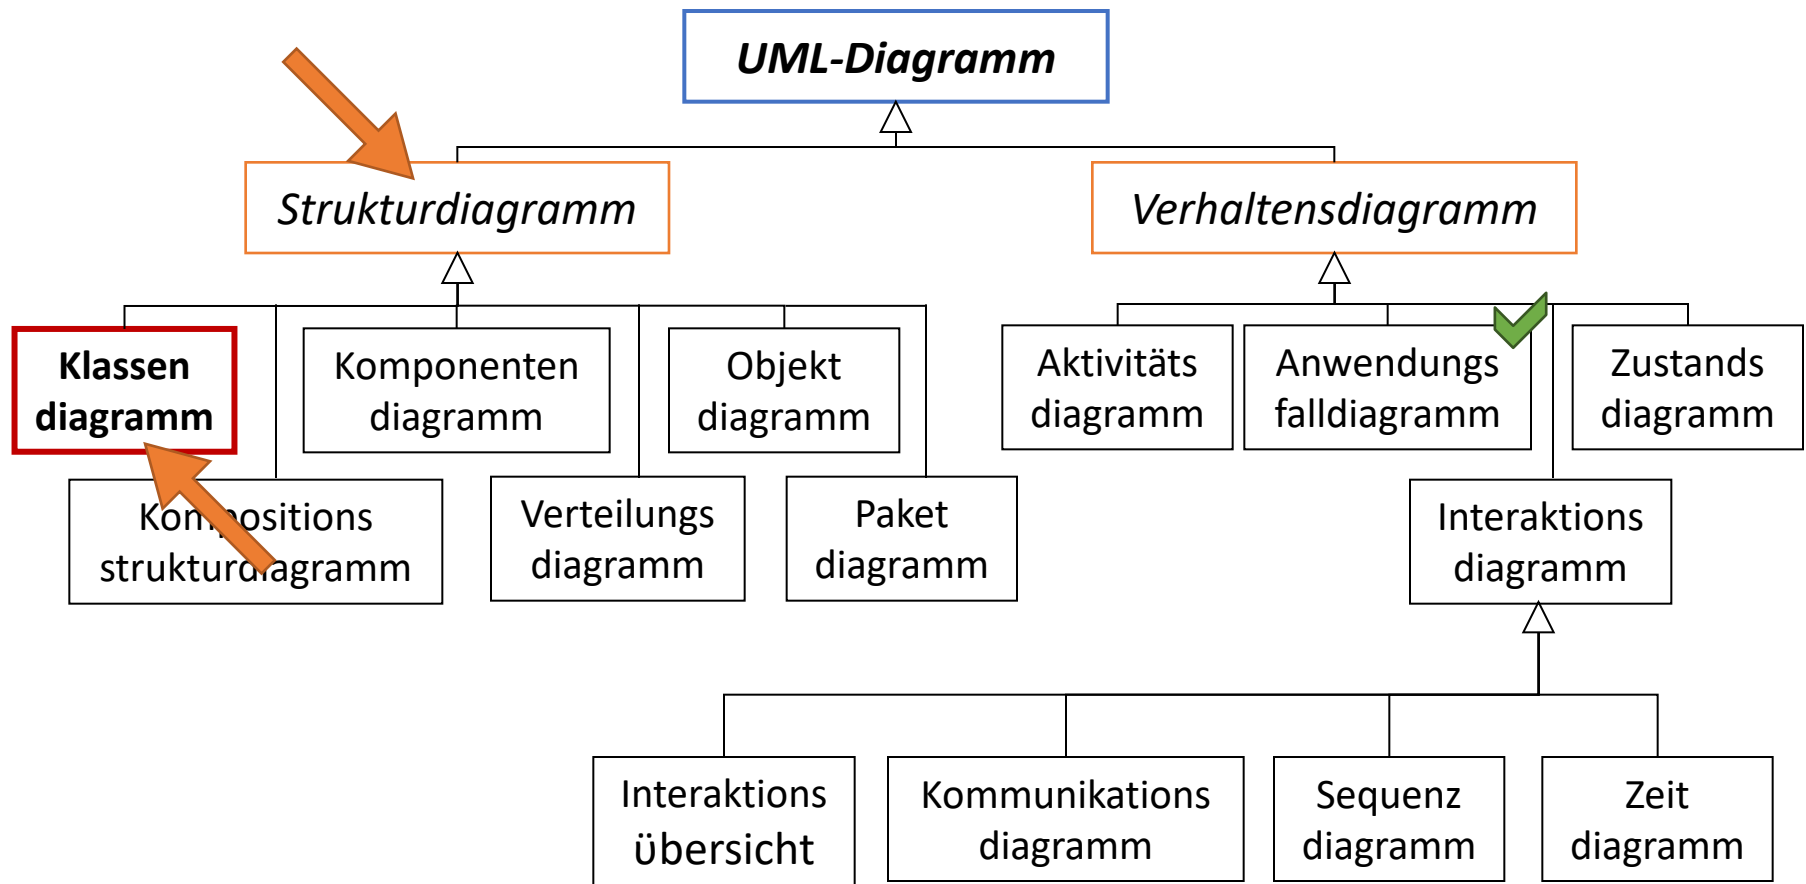 UML-Diagramm
Strukturdiagramm
Verhaltensdiagramm
Klassen
diagramm
Komponenten
diagramm
Objekt
diagramm
Aktivitäts
diagramm
Anwendungs
falldiagramm
Zustands
diagramm
Kompositions
strukturdiagramm
Verteilungs
diagramm
Paket
diagramm
Interaktions
diagramm
Interaktions
übersicht
Kommunikations
diagramm
Sequenz
diagramm
Zeit
diagramm